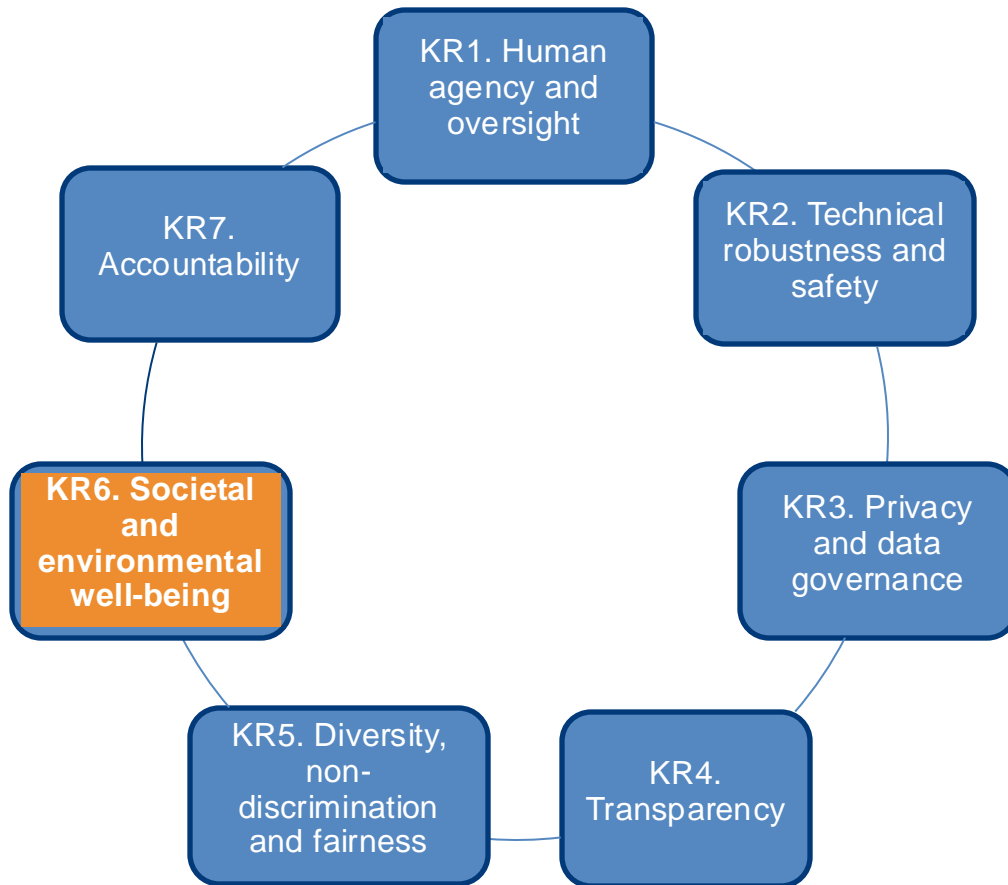 KR1. Human
agency and
oversight
KR2. Technical
robustness and
safety
KR3. Privacy
and data
governance
KR4.
Transparency
KR5. Diversity,
non-
discrimination
and fairness
KR6. Societal
and
environmental
well-being
KR7.
Accountability